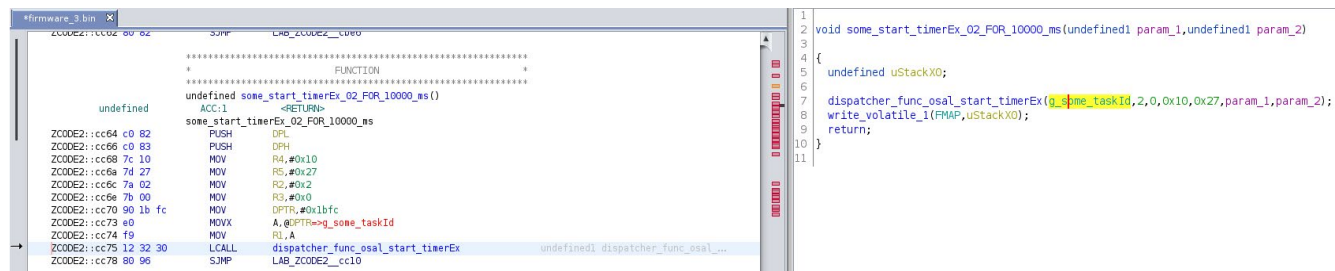 *firmware_3.bin
ZCODE2::cc62 80 82 SJMP LAB_ZCODE2__cbe6
************************************************************
* FUNCTION *
************************************************************
undefined some_start_timerEx_02_FOR_10000_ms()
undefined ACC:1 <RETURN>
some_start_timerEx_02_FOR_10000_ms
ZCODE2::cc64 c0 82 PUSH DPL
ZCODE2::cc66 c0 83 PUSH DPH
ZCODE2::cc68 7c 10 MOV R4,#0x10
ZCODE2::cc6a 7d 27 MOV R5,#0x27
ZCODE2::cc6c 7a 02 MOV R2,#0x2
ZCODE2::cc6e 7b 00 MOV R3,#0x0
ZCODE2::cc70 90 1b fc MOV DPTR,#0x1bfc
ZCODE2::cc73 e0 MOVX A,@DPTR=>g_some_taskId
ZCODE2::cc74 f9 MOV R1,A
ZCODE2::cc75 12 32 30 LCALL dispatcher_func_osal_start_timerEx undefined1 dispatcher_func_osal_...
ZCODE2::cc78 80 96 SJMP LAB_ZCODE2__cc10
1
2 void some_start_timerEx_02_FOR_10000_ms(undefined1 param_1,undefined1 param_2)
3
4 {
5 undefined uStackX0;
6
7 dispatcher_func_osal_start_timerEx(g_some_taskId,2,0,0x10,0x27,param_1,param_2);
8 write_volatile_1(FMAP,uStackX0);
9 return;
10 }
11